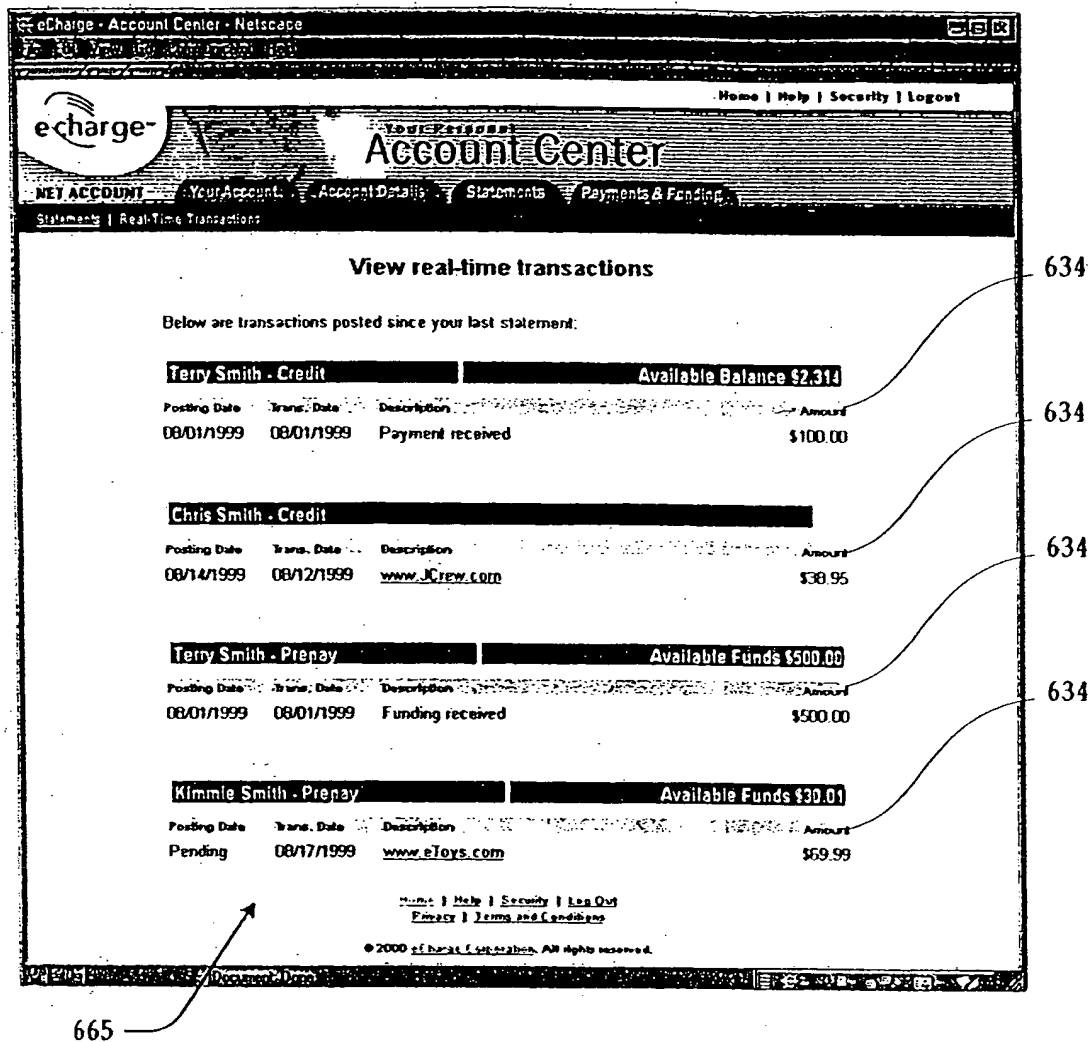 eCharge - Account Center - Netscape
Home | Help | Security | Logout
echarge
Your Personal
Account Center
NET ACCOUNT Your Account Account Details Statements Payments & Funding
Statements | Real-Time Transactions
View real-time transactions
634
Below are transactions posted since your last statement:
Terry Smith - Credit Available Balance $2,314
Posting Date Trans. Date Description Amount
634
08/01/1999 08/01/1999 Payment received $100.00
Chris Smith - Credit
Posting Date Trans. Date Description Amount
634
08/14/1999 08/12/1999 www.JCrew.com $38.95
Terry Smith - Prepay Available Funds $500.00
Posting Date Trans. Date Description Amount
634
08/01/1999 08/01/1999 Funding received $500.00
Kimmie Smith - Prepay Available Funds $30.01
Posting Date Trans. Date Description Amount
Pending 08/17/1999 www.eToys.com $69.99
Home | Help | Security | Log Out
Privacy | Terms and Conditions
© 2000 eCharge Corporation. All rights reserved.
Document: Done
665